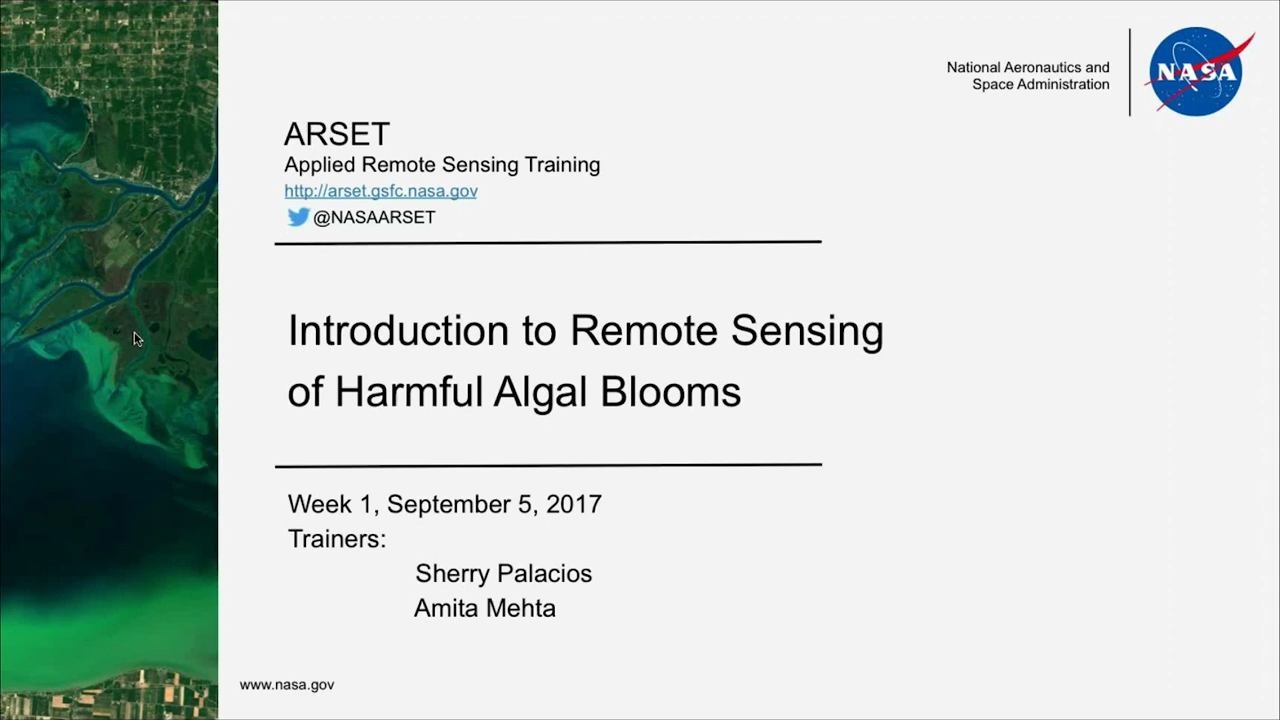 National Aeronautics and
Space Administration
NASA
ARSET
Applied Remote Sensing Training
http://arset.gsfc.nasa.gov
@NASAARSET
Introduction to Remote Sensing
of Harmful Algal Blooms
Week 1, September 5, 2017
Trainers:
Sherry Palacios
Amita Mehta
www.nasa.gov